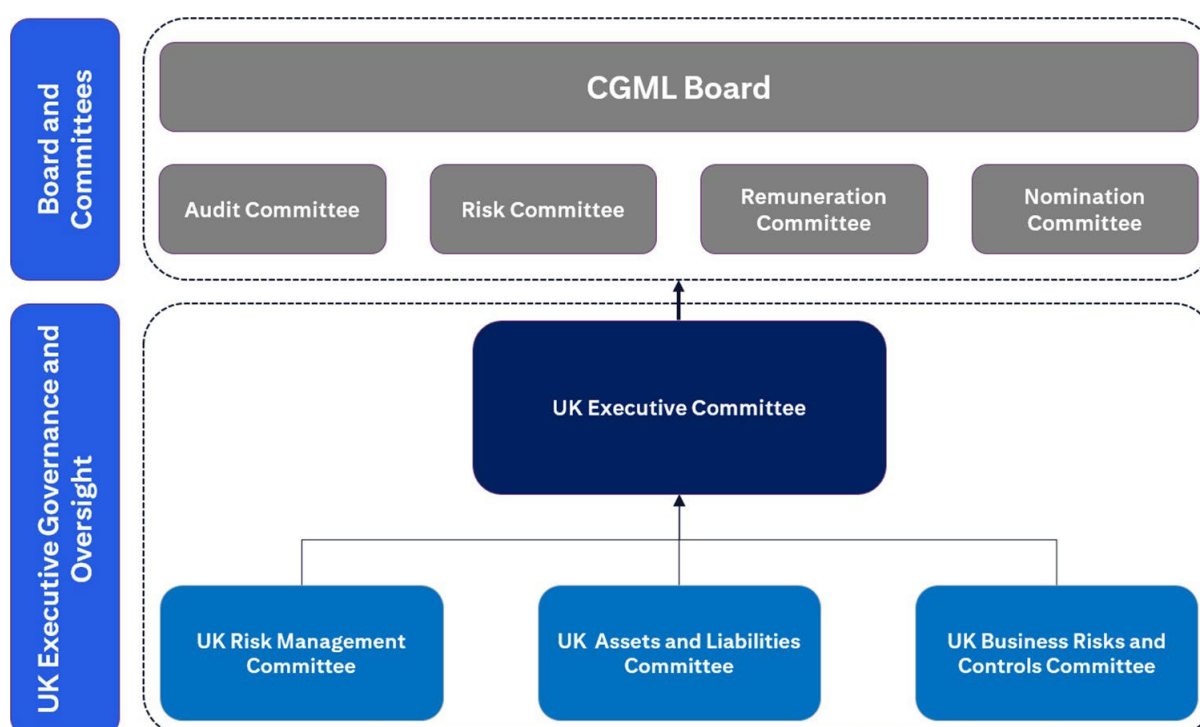 Board and
Committees
CGML Board
Audit Committee
Risk Committee
Remuneration
Committee
Nomination
Committee
UK Executive Governance and
Oversight
UK Executive Committee
UK Risk Management
Committee
UK Assets and Liabilities
Committee
UK Business Risks and
Controls Committee